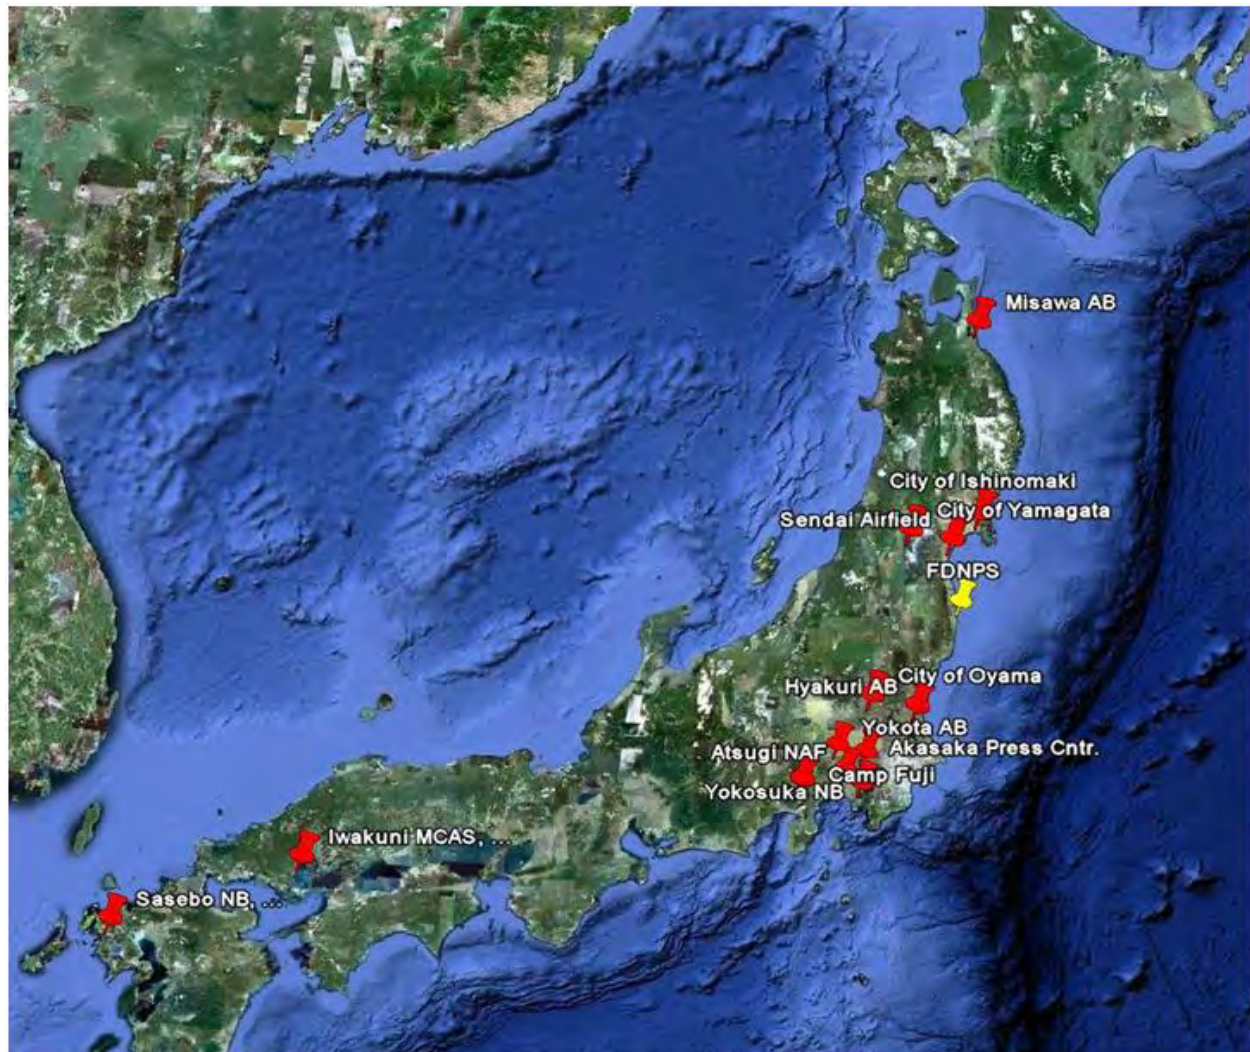 Misawa AB
City of Ishinomaki
City of Yamagata
Sendai Airfield
FDNPS
City of Oyama
Hyakuri AB
Yokota AB
Akasaka Press Cntr.
Atsugi NAF
Camp Fuji
Yokosuka NB
Iwakuni MCAS, ...
Sasebo NB, ...